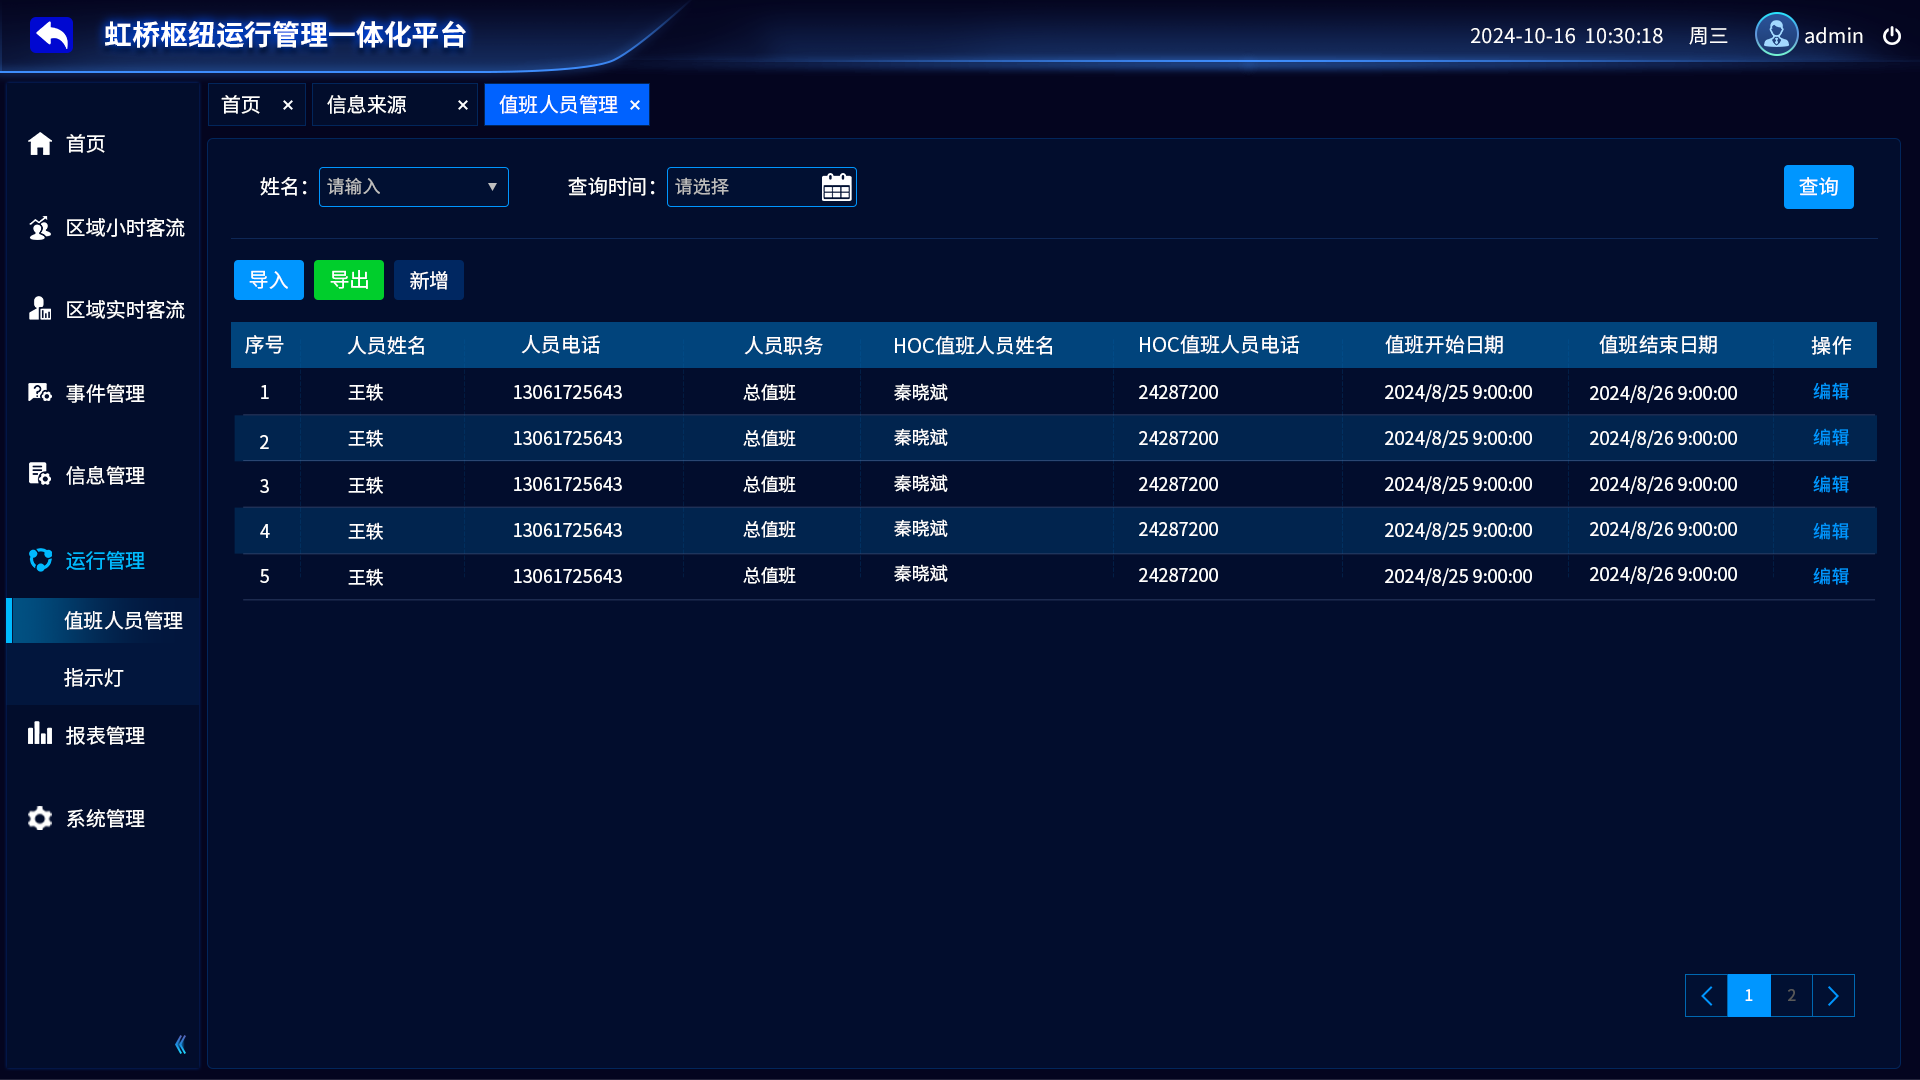 虹桥枢纽运行管理一体化平台
2024-10-16 10:30:18 周三 admin
首页 × 信息来源 × 值班人员管理 ×
首页
区域小时客流
区域实时客流
事件管理
信息管理
运行管理
值班人员管理
指示灯
报表管理
系统管理
姓名： 请输入 查询时间： 请选择 查询
导入 导出 新增
序号 人员姓名 人员电话 人员职务 HOC值班人员姓名 HOC值班人员电话 值班开始日期 值班结束日期 操作
1 王轶 13061725643 总值班 秦晓斌 24287200 2024/8/25 9:00:00 2024/8/26 9:00:00 编辑
2 王轶 13061725643 总值班 秦晓斌 24287200 2024/8/25 9:00:00 2024/8/26 9:00:00 编辑
3 王轶 13061725643 总值班 秦晓斌 24287200 2024/8/25 9:00:00 2024/8/26 9:00:00 编辑
4 王轶 13061725643 总值班 秦晓斌 24287200 2024/8/25 9:00:00 2024/8/26 9:00:00 编辑
5 王轶 13061725643 总值班 秦晓斌 24287200 2024/8/25 9:00:00 2024/8/26 9:00:00 编辑
1 2